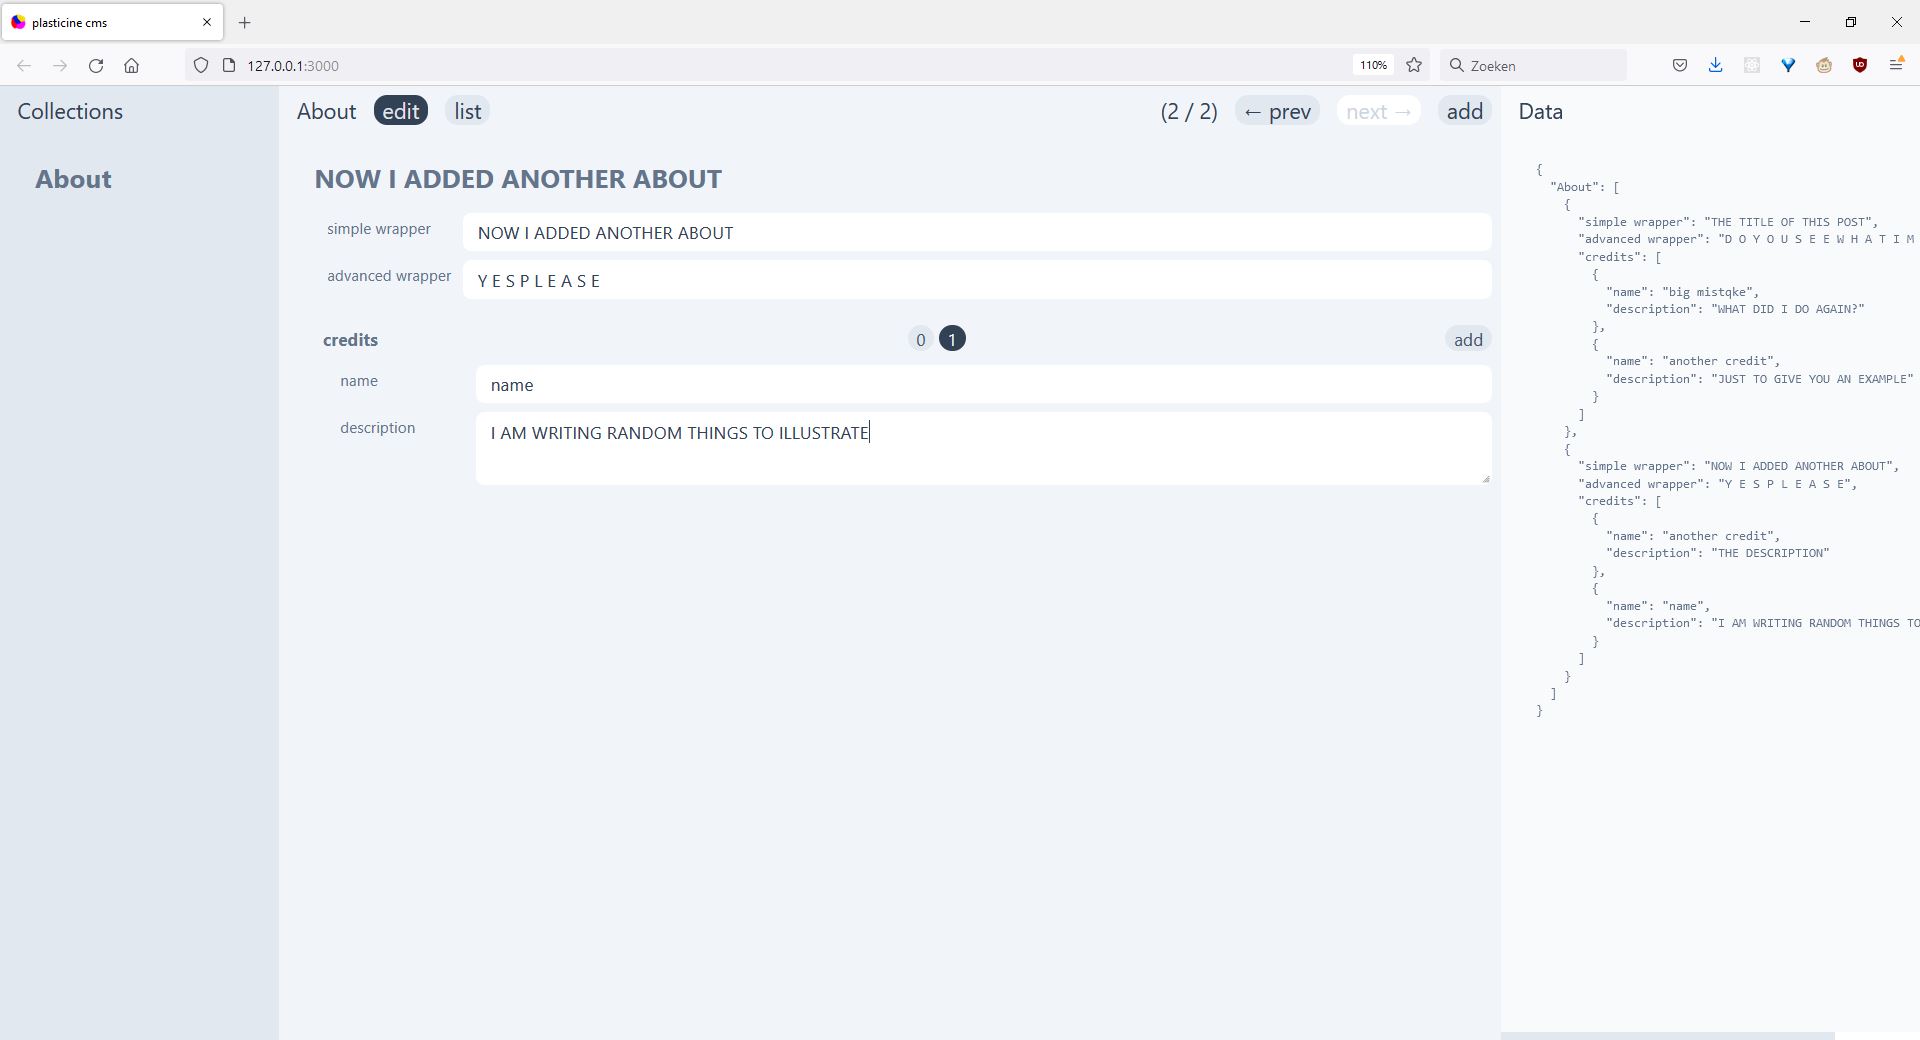 plasticine cms
127.0.0.1:3000
110%
Zoeken
Collections
About
About edit list (2 / 2) ← prev next → add
NOW I ADDED ANOTHER ABOUT
simple wrapper NOW I ADDED ANOTHER ABOUT
advanced wrapper Y E S P L E A S E
credits 0 1 add
name name
description I AM WRITING RANDOM THINGS TO ILLUSTRATE
Data
{
"About": [
{
"simple wrapper": "THE TITLE OF THIS POST",
"advanced wrapper": "D O Y O U S E E W H A T I M
"credits": [
{
"name": "big mistqke",
"description": "WHAT DID I DO AGAIN?"
},
{
"name": "another credit",
"description": "JUST TO GIVE YOU AN EXAMPLE"
}
]
},
{
"simple wrapper": "NOW I ADDED ANOTHER ABOUT",
"advanced wrapper": "Y E S P L E A S E",
"credits": [
{
"name": "another credit",
"description": "THE DESCRIPTION"
},
{
"name": "name",
"description": "I AM WRITING RANDOM THINGS TO
}
]
}
]
}